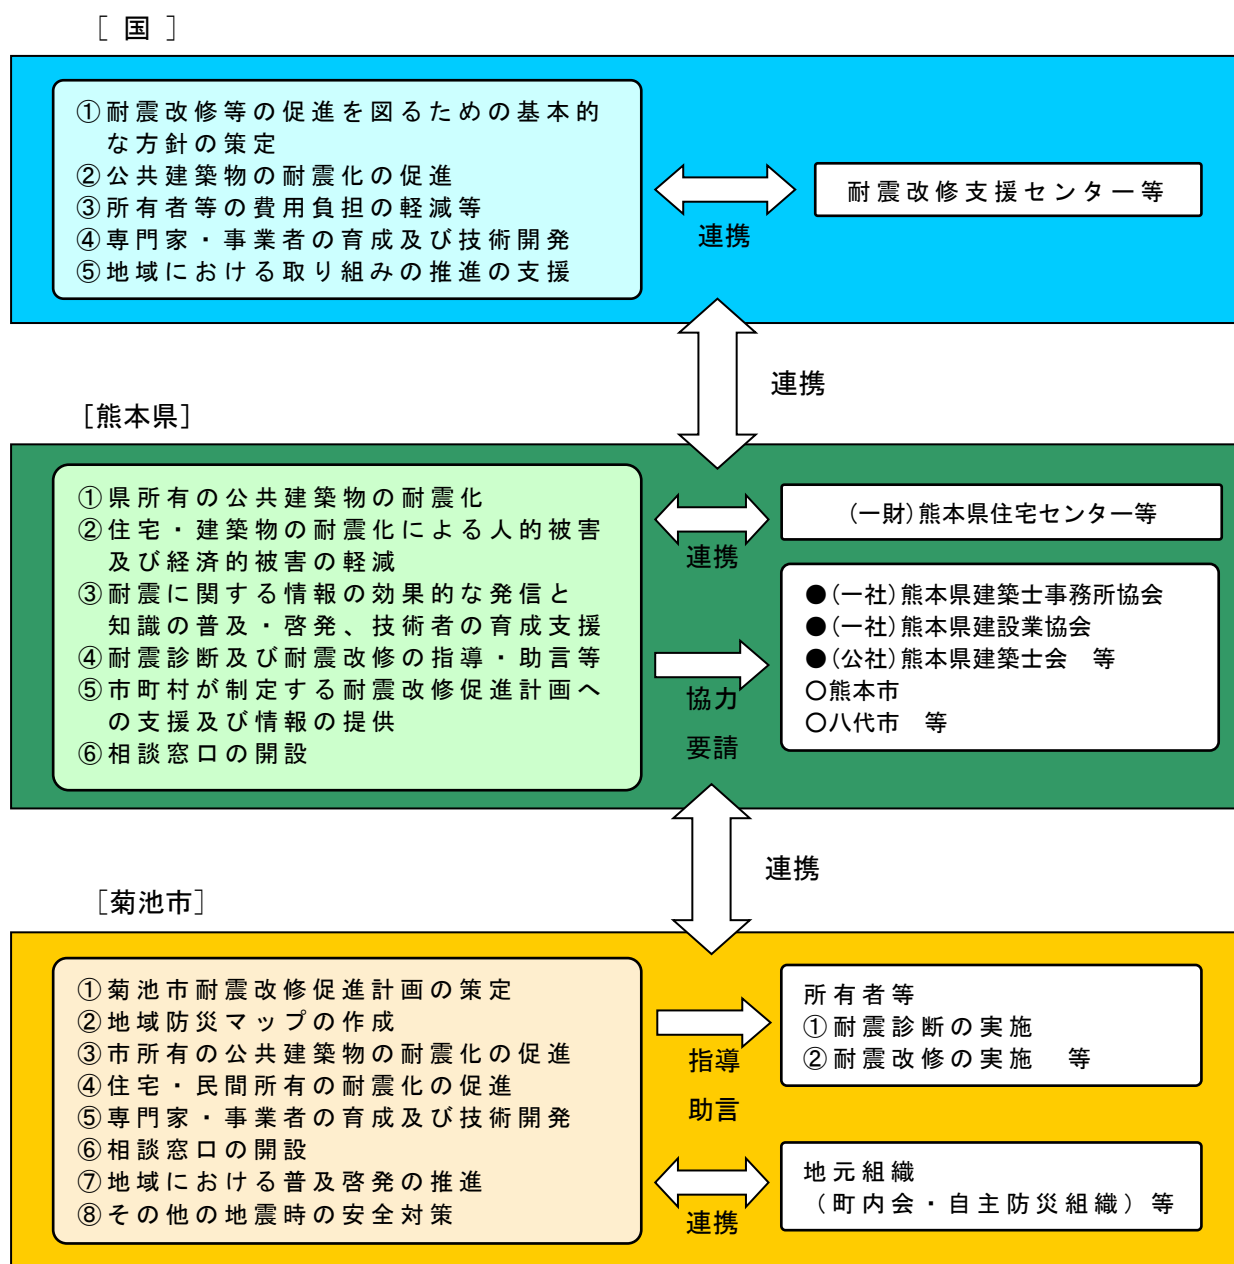 ［ 国 ］
①耐震改修等の促進を図るための基本的
な方針の策定
②公共建築物の耐震化の促進
③所有者等の費用負担の軽減等
④専門家・事業者の育成及び技術開発
⑤地域における取り組みの推進の支援
連携
耐震改修支援センター等
連携
［熊本県］
①県所有の公共建築物の耐震化
②住宅・建築物の耐震化による人的被害
及び経済的被害の軽減
③耐震に関する情報の効果的な発信と
知識の普及・啓発、技術者の育成支援
④耐震診断及び耐震改修の指導・助言等
⑤市町村が制定する耐震改修促進計画へ
の支援及び情報の提供
⑥相談窓口の開設
連携
(一財)熊本県住宅センター等
協力
要請
●(一社)熊本県建築士事務所協会
●(一社)熊本県建設業協会
●(公社)熊本県建築士会　等
○熊本市
○八代市　等
連携
［菊池市］
①菊池市耐震改修促進計画の策定
②地域防災マップの作成
③市所有の公共建築物の耐震化の促進
④住宅・民間所有の耐震化の促進
⑤専門家・事業者の育成及び技術開発
⑥相談窓口の開設
⑦地域における普及啓発の推進
⑧その他の地震時の安全対策
指導
助言
所有者等
①耐震診断の実施
②耐震改修の実施　等
連携
地元組織
（町内会・自主防災組織）等